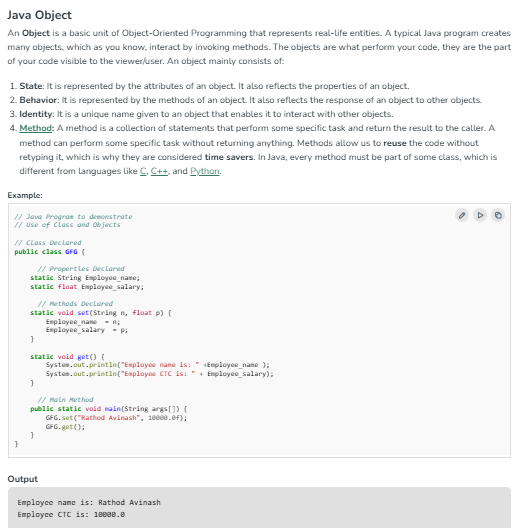 Java Object
An Object is a basic unit of Object-Oriented Programming that represents real-life entities. A typical Java program creates
many objects, which as you know, interact by invoking methods. The objects are what perform your code, they are the part
of your code visible to the viewer/user. An object mainly consists of:
1. State: It is represented by the attributes of an object. It also reflects the properties of an object.
2. Behavior: It is represented by the methods of an object. It also reflects the response of an object to other objects.
3. Identity: It is a unique name given to an object that enables it to interact with other objects.
4. Method: A method is a collection of statements that perform some specific task and return the result to the caller. A
method can perform some specific task without returning anything. Methods allow us to reuse the code without
retyping it, which is why they are considered time savers. In Java, every method must be part of some class, which is
different from languages like C, C++, and Python.
Example:
// Java Program to demonstrate
// Use of Class and Objects
// Class Declared
public class GFG {
// Properties Declared
static String Employee_name;
static float Employee_salary;
// Methods Declared
static void set(String n, float p) {
Employee_name  = n;
Employee_salary  = p;
}
static void get() {
System.out.println("Employee name is: " +Employee_name );
System.out.println("Employee CTC is: " + Employee_salary);
}
// Main Method
public static void main(String args[]) {
GFG.set("Rathod Avinash", 10000.0f);
GFG.get();
}
}
Output
Employee name is: Rathod Avinash
Employee CTC is: 10000.0